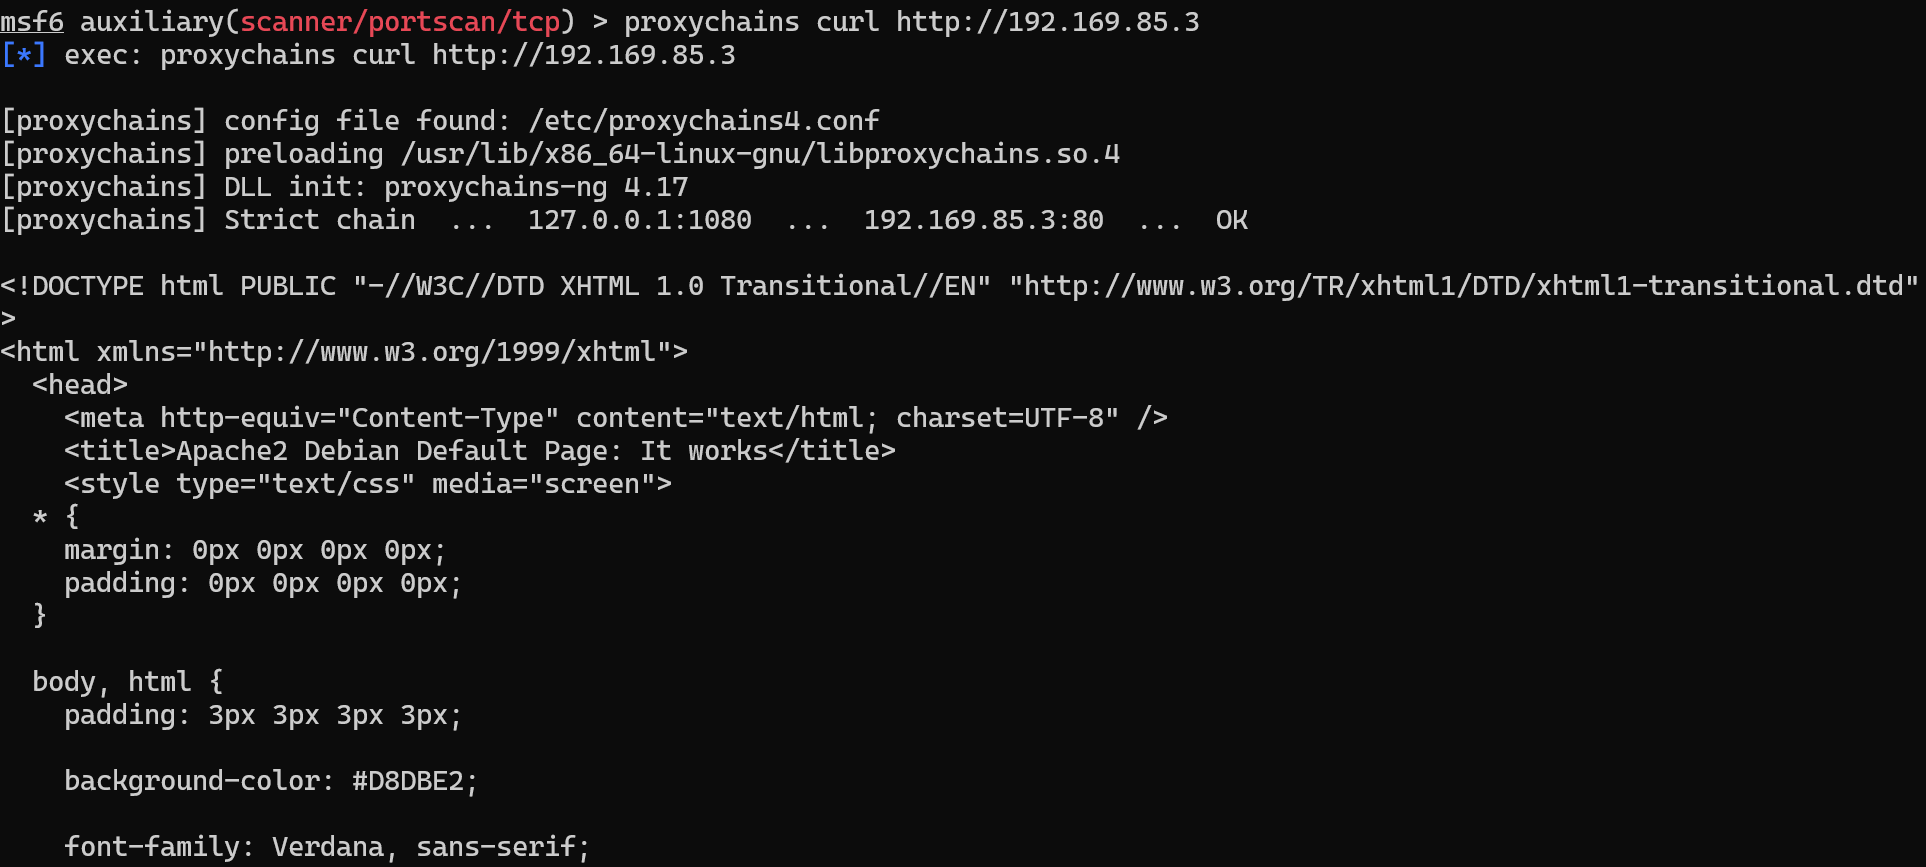 msf6 auxiliary(scanner/portscan/tcp) > proxychains curl http://192.169.85.3
[*] exec: proxychains curl http://192.169.85.3
[proxychains] config file found: /etc/proxychains4.conf
[proxychains] preloading /usr/lib/x86_64-linux-gnu/libproxychains.so.4
[proxychains] DLL init: proxychains-ng 4.17
[proxychains] Strict chain  ...  127.0.0.1:1080  ...  192.169.85.3:80  ...  OK
<!DOCTYPE html PUBLIC "-//W3C//DTD XHTML 1.0 Transitional//EN" "http://www.w3.org/TR/xhtml1/DTD/xhtml1-transitional.dtd"
>
<html xmlns="http://www.w3.org/1999/xhtml">
  <head>
    <meta http-equiv="Content-Type" content="text/html; charset=UTF-8" />
    <title>Apache2 Debian Default Page: It works</title>
    <style type="text/css" media="screen">
  * {
    margin: 0px 0px 0px 0px;
    padding: 0px 0px 0px 0px;
  }
  body, html {
    padding: 3px 3px 3px 3px;
    background-color: #D8DBE2;
    font-family: Verdana, sans-serif;